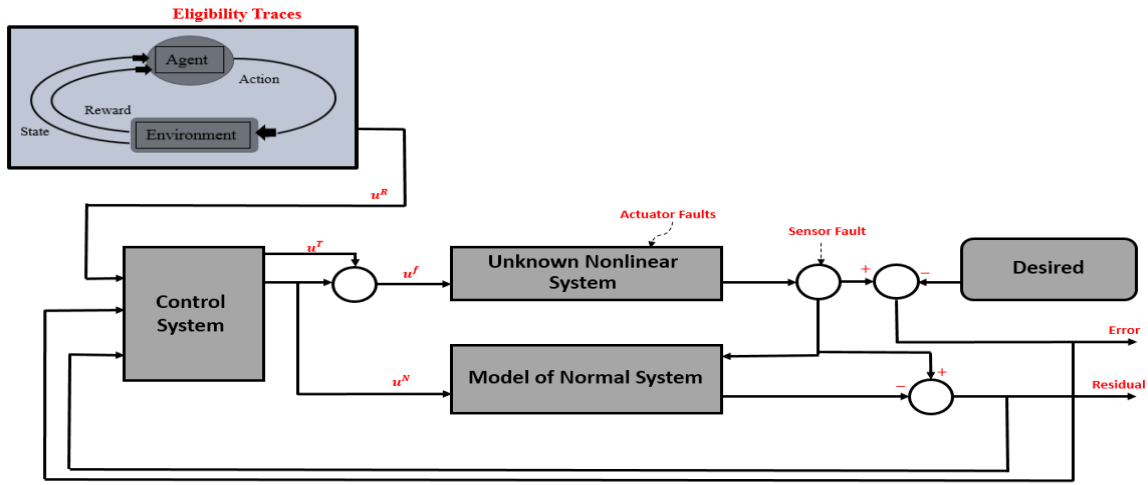 Eligibility Traces
Agent
Action
Reward
State
Environment
u^R
Actuator Faults
Sensor Fault
u^T
u^f
Unknown Nonlinear
System
+
−
Desired
Control
System
Error
u^N
Model of Normal System
−
+
Residual